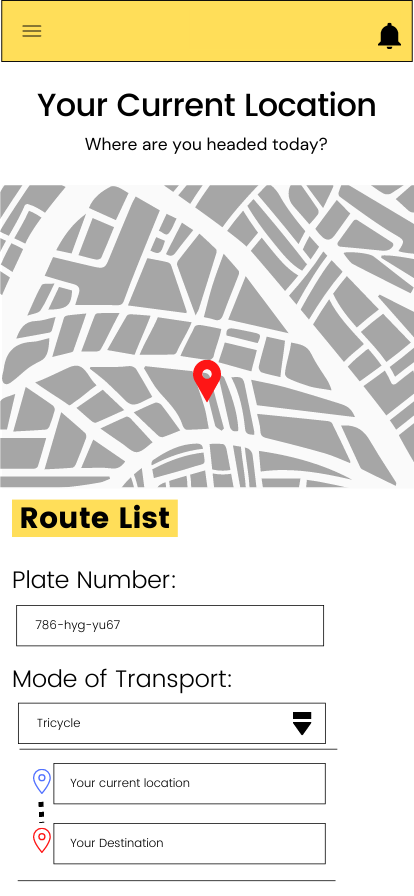 Your Current Location
Where are you headed today?
Route List
Plate Number:
786-hyg-yu67
Mode of Transport:
Tricycle
Your current location
Your Destination